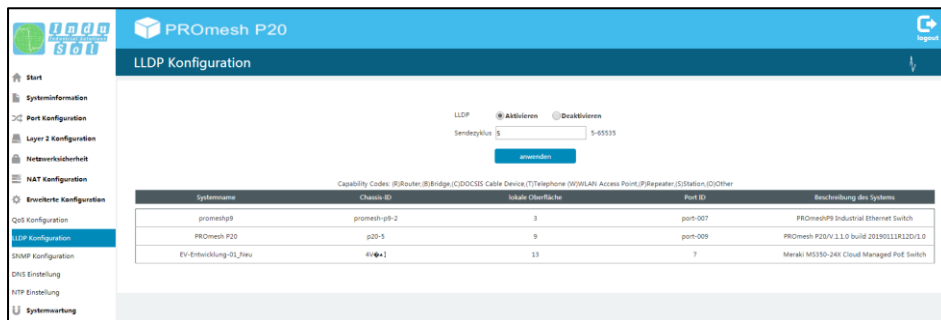 Indu
Industrial Solutions
Sol
PROmesh P20
logout
LLDP Konfiguration
Start
Systeminformation
Port Konfiguration
Layer 2 Konfiguration
Netzwerksicherheit
NAT Konfiguration
Erweiterte Konfiguration
QoS Konfiguration
LLDP Konfiguration
SNMP Konfiguration
DNS Einstellung
NTP Einstellung
Systemwartung
LLDP Aktivieren Deaktivieren
Sendezyklus 5 5-65535
anwenden
Capability Codes: (R)Router,(B)Bridge,(C)DOCSIS Cable Device,(T)Telephone (W)WLAN Access Point,(P)Repeater,(S)Station,(O)Other
Systemname Chassis-ID lokale Oberfläche Port ID Beschreibung des Systems
promeshp9 promesh-p9-2 3 port-007 PROmeshP9 Industrial Ethernet Switch
PROmesh P20 p20-5 9 port-009 PROmesh P20/V.1.1.0 build 20190111R12D/1.0
EV-Entwicklung-01_Neu 13 7 Meraki MS350-24X Cloud Managed PoE Switch